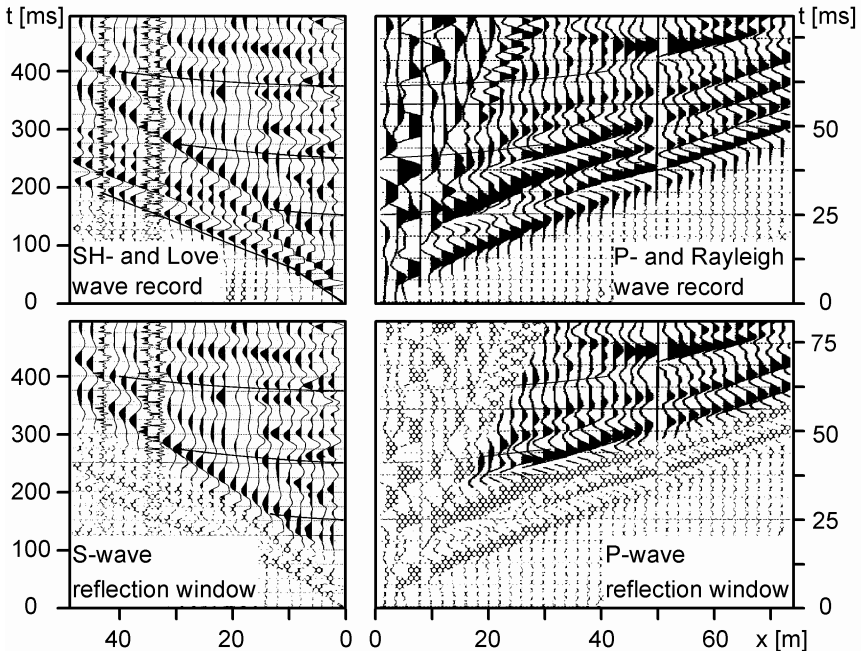 t [ms]
t [ms]
400
300
200
100
0
SH- and Love
wave record
50
25
0
P- and Rayleigh
wave record
400
300
200
100
0
S-wave
reflection window
75
50
25
0
P-wave
reflection window
40
20
0
0
20
40
60
x [m]